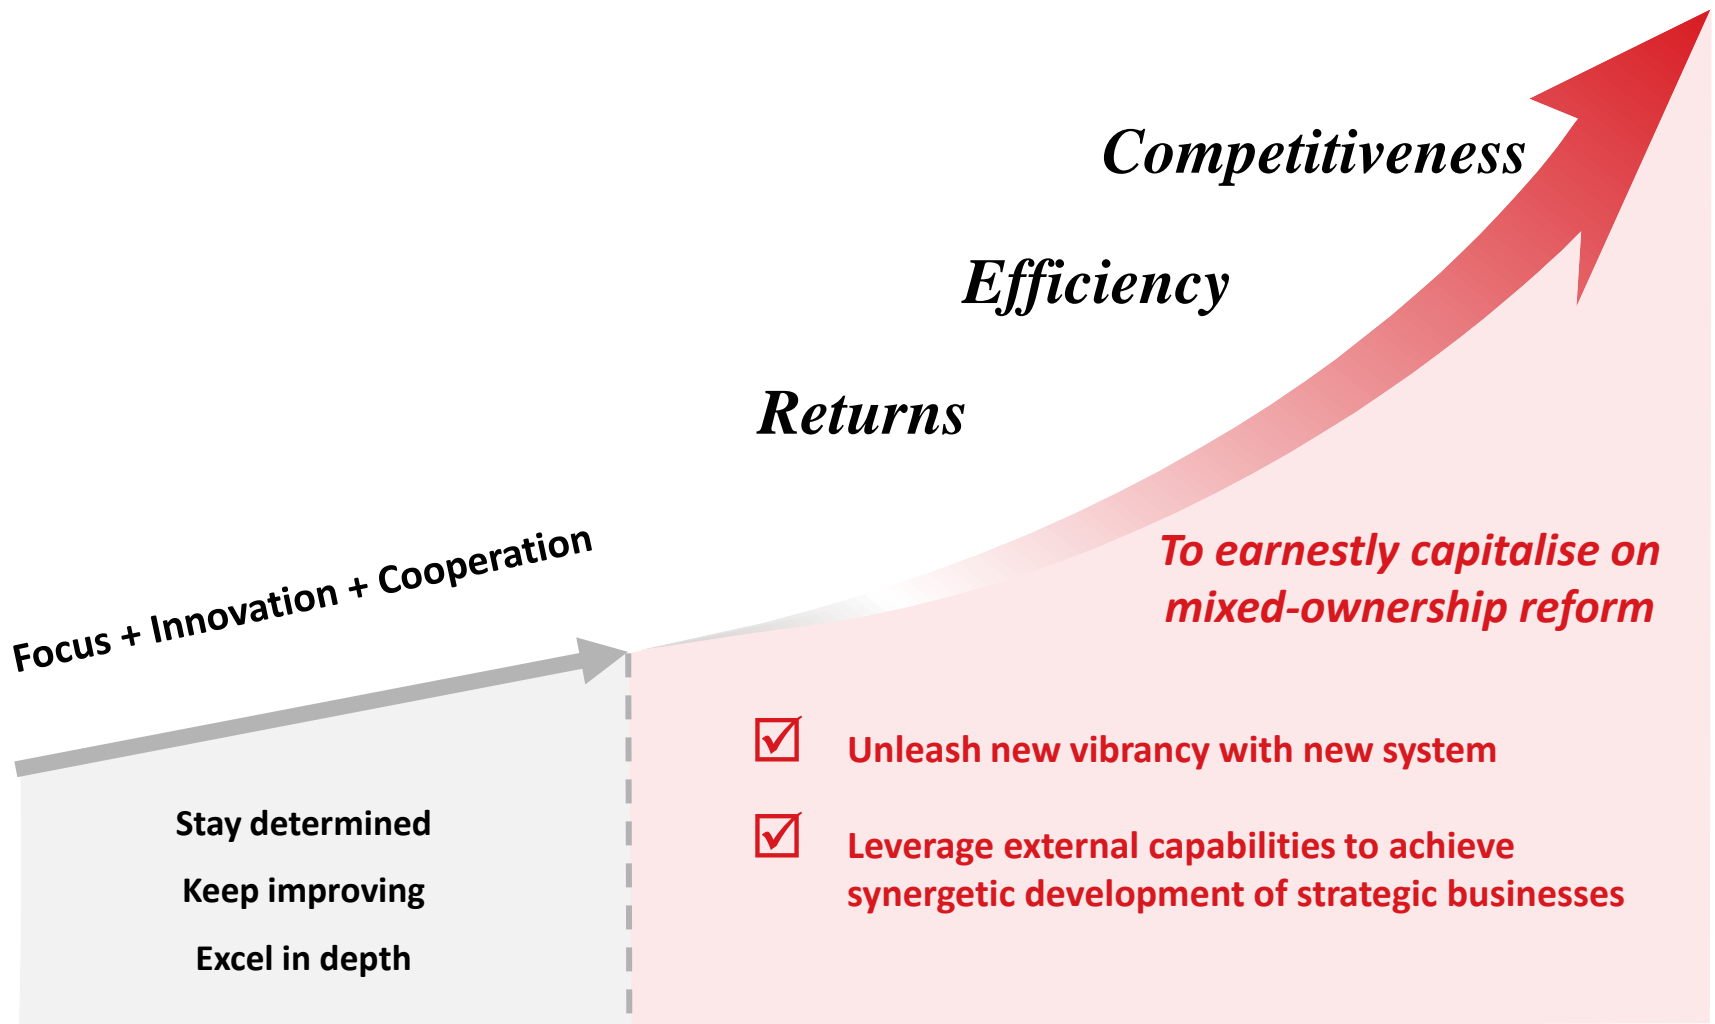 Competitiveness
Efficiency
Returns
Focus + Innovation + Cooperation
To earnestly capitalise on
mixed-ownership reform
Stay determined
Keep improving
Excel in depth
Unleash new vibrancy with new system
Leverage external capabilities to achieve
synergetic development of strategic businesses